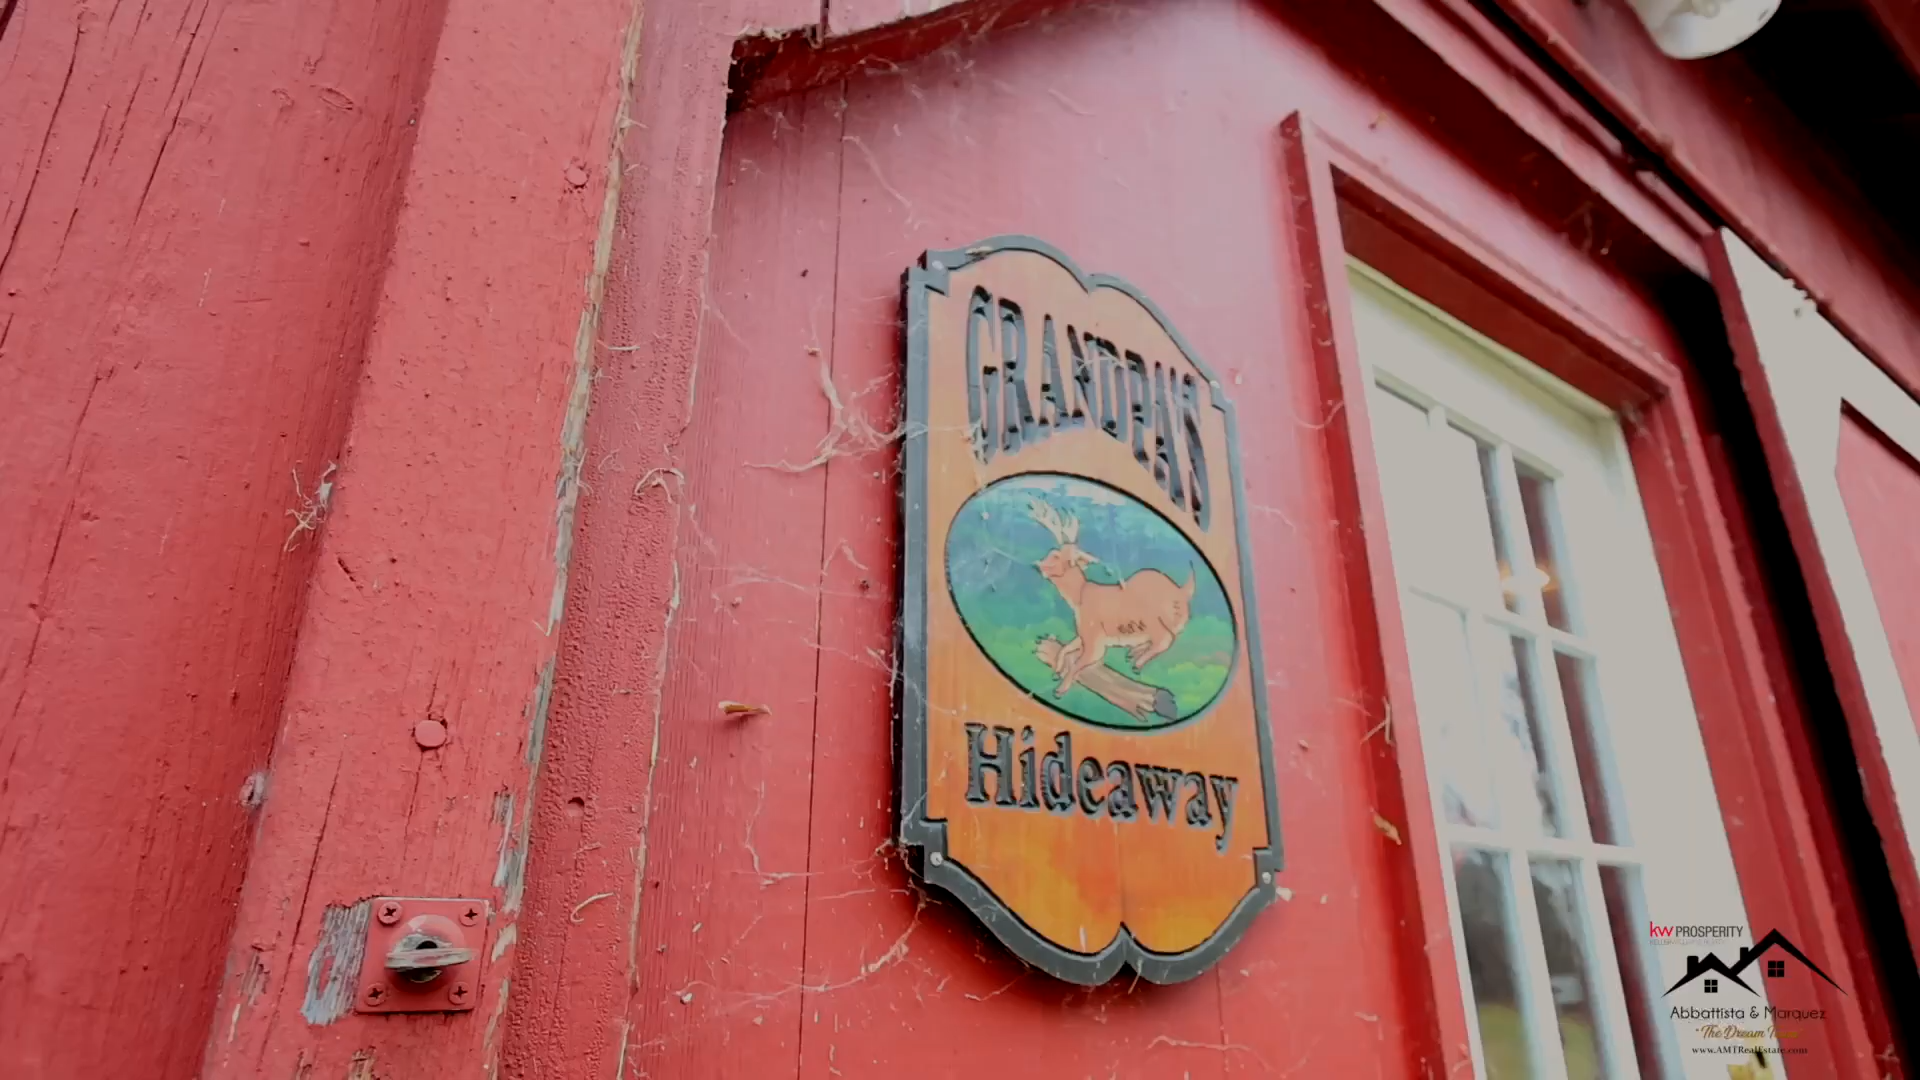 GRANDPA'S
Hideaway
kw PROSPERITY
Abbattista & Marquez
www.AMTRealEstate.com